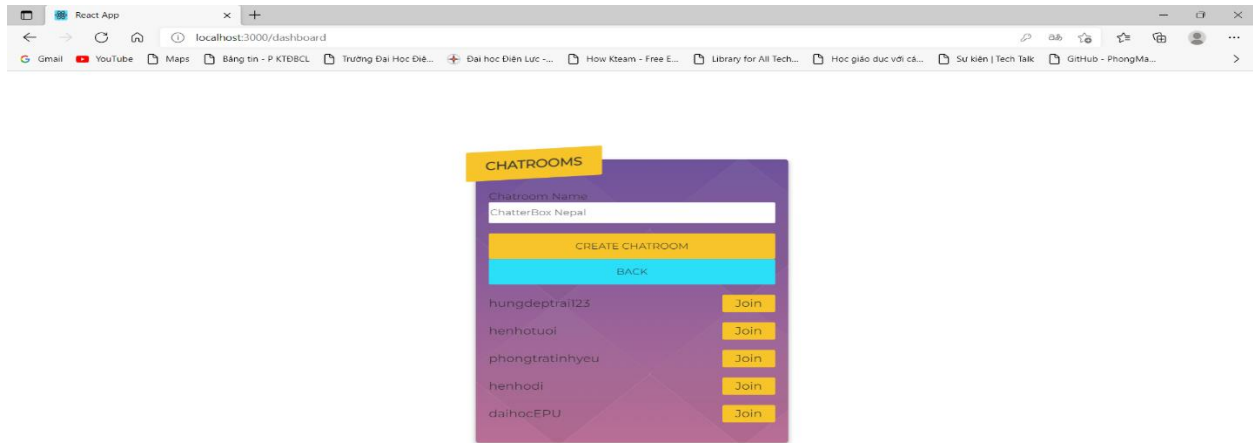 React App
localhost:3000/dashboard
Gmail YouTube Maps Bảng tin - P KTĐBCL Trường Đại Học Điê... Đại học Điện Lực -... How Kteam - Free E... Library for All Tech... Học giáo dục với cá... Sự kiện | Tech Talk GitHub - PhongMa...
CHATROOMS
Chatroom Name
ChatterBox Nepal
CREATE CHATROOM
BACK
hungdeptrai123 Join
henhotuoi Join
phongtratinhyeu Join
henhodi Join
daihocEPU Join